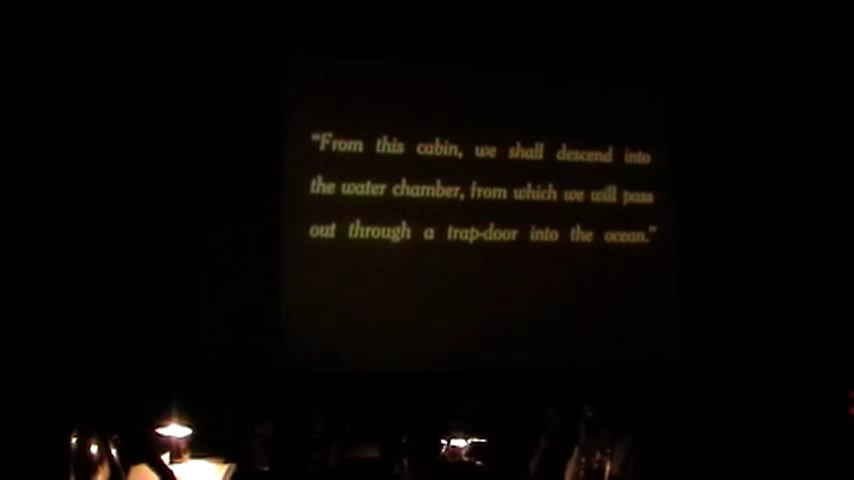 “From this cabin, we shall descend into
the water chamber, from which we will pass
out through a trap-door into the ocean.”